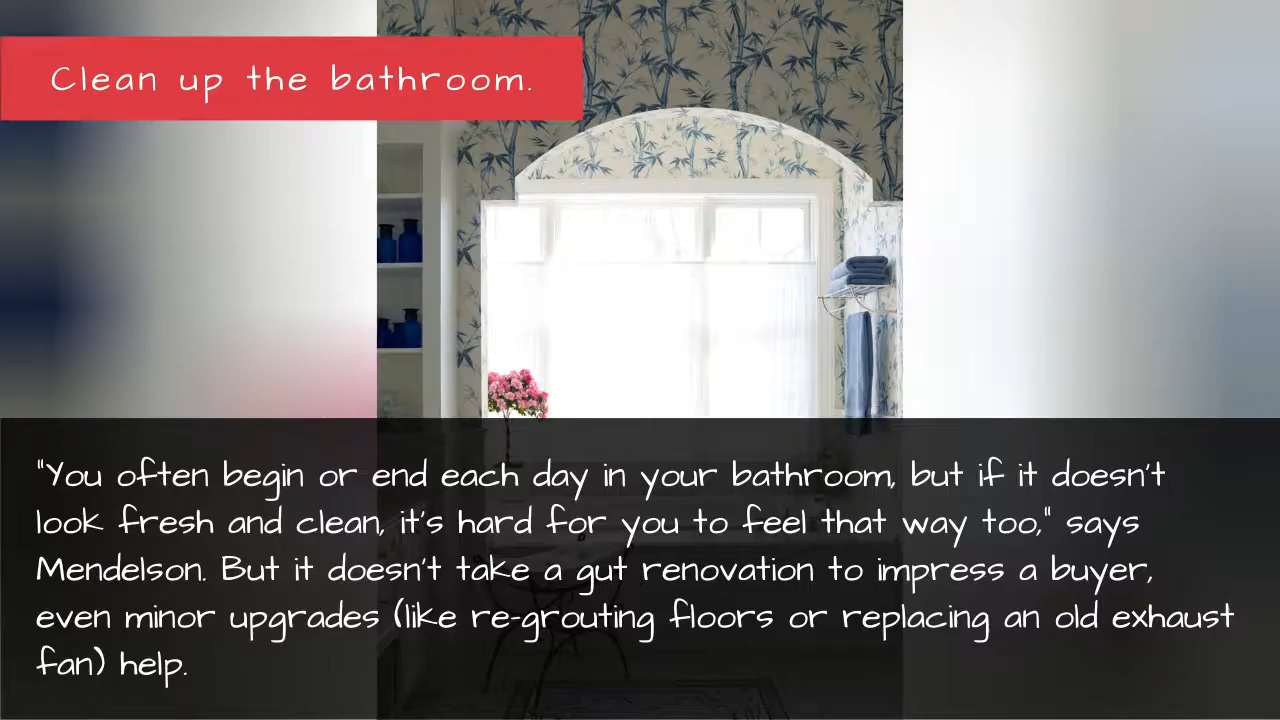 Clean up the bathroom.
"You often begin or end each day in your bathroom, but if it doesn't
look fresh and clean, it's hard for you to feel that way too," says
Mendelson. But it doesn't take a gut renovation to impress a buyer,
even minor upgrades (like re-grouting floors or replacing an old exhaust
fan) help.